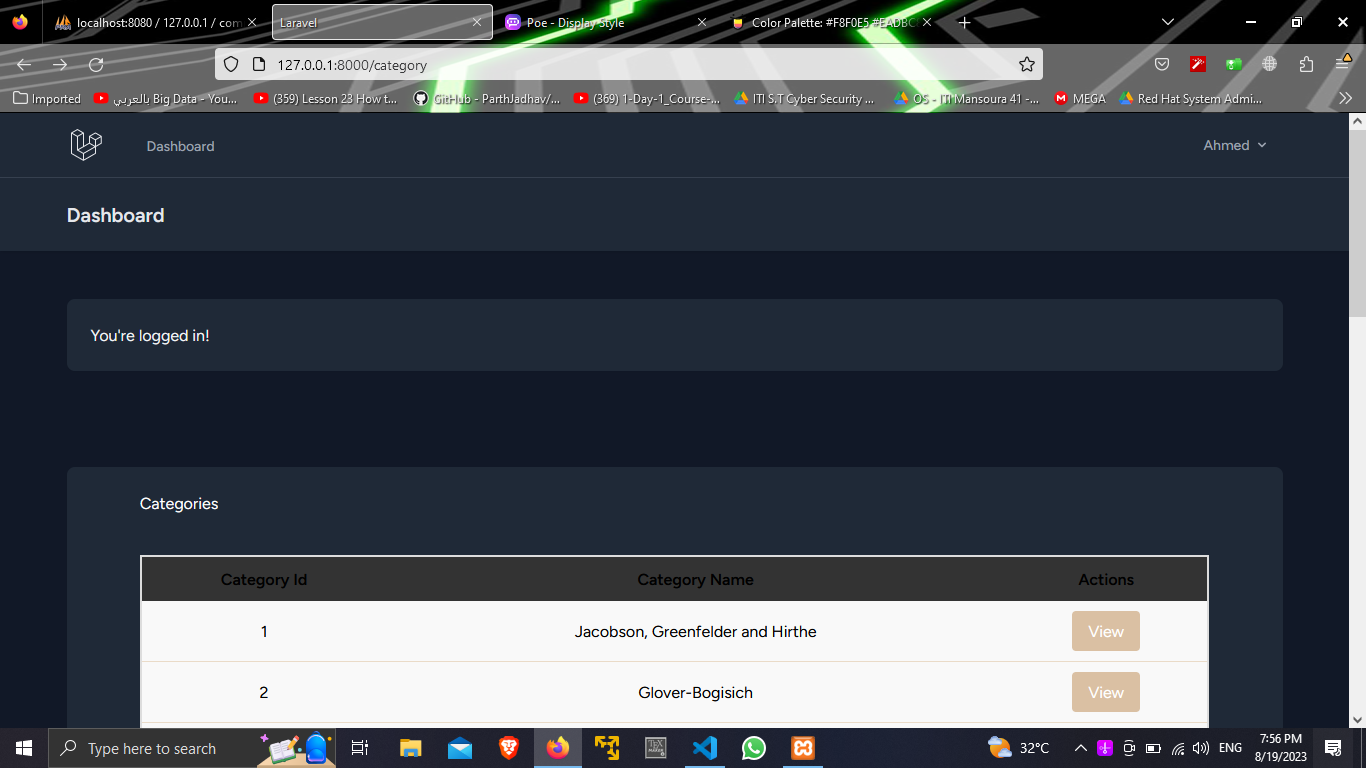 localhost:8080 / 127.0.0.1 / com
Laravel
Poe - Display Style
Color Palette: #F8F0E5 #EADBC
127.0.0.1:8000/category
Imported
Big Data - You... بالعربي
(359) Lesson 23 How t...
GitHub - ParthJadhav/...
(369) 1-Day-1_Course-...
ITI S.T Cyber Security ...
OS - ITI Mansoura 41 -...
MEGA
Red Hat System Admi...
Dashboard
Ahmed
Dashboard
You're logged in!
Categories
Category Id Category Name Actions
1 Jacobson, Greenfelder and Hirthe View
2 Glover-Bogisich View
Type here to search
32°C
ENG
7:56 PM
8/19/2023